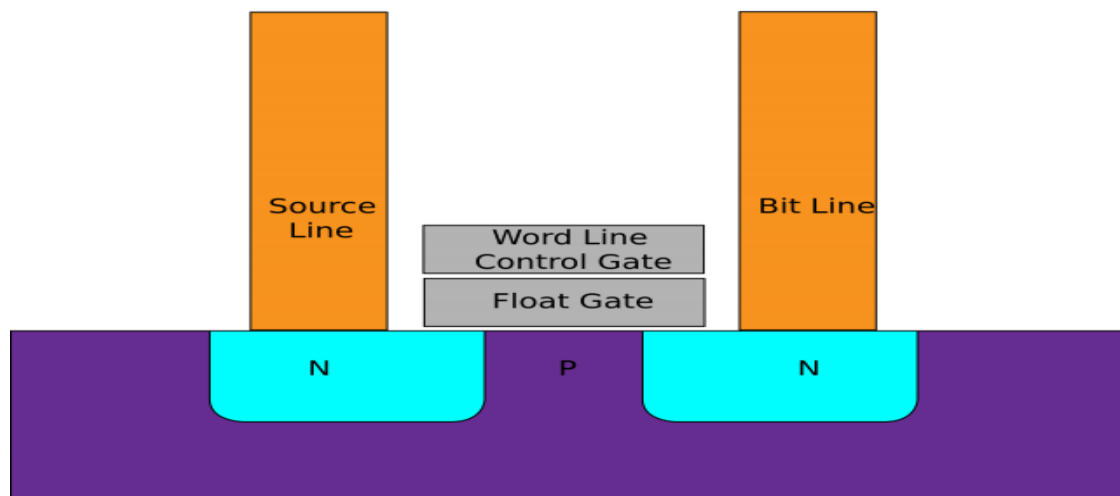 Source
Line
Word Line
Control Gate
Float Gate
Bit Line
N
P
N